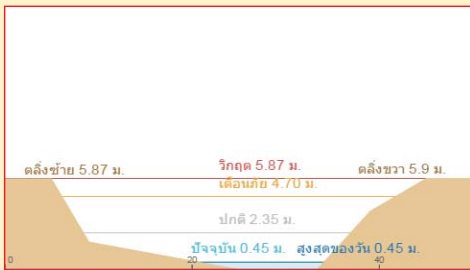 ตลิ่งซ้าย 5.87 ม.
วิกฤต 5.87 ม.
ตลิ่งขวา 5.9 ม.
เตือนภัย 4.70 ม.
ปกติ 2.35 ม.
ปัจจุบัน 0.45 ม. สูงสุดของวัน 0.45 ม.
0 20 40